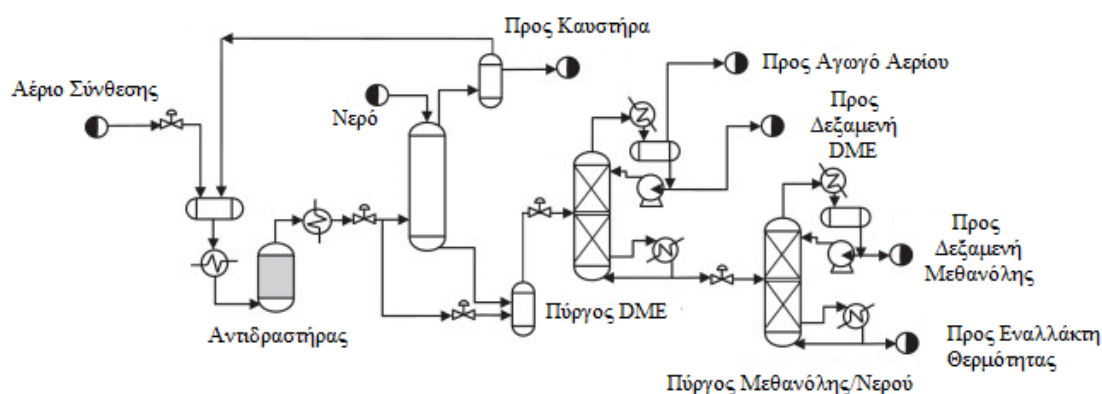 Προς Καυστήρα
Προς Αγωγό Αερίου
Αέριο Σύνθεσης
Νερό
Προς
Δεξαμενή
DME
Προς
Δεξαμενή
Μεθανόλης
Πύργος DME
Αντιδραστήρας
Προς Εναλλάκτη
Θερμότητας
Πύργος Μεθανόλης/Νερού